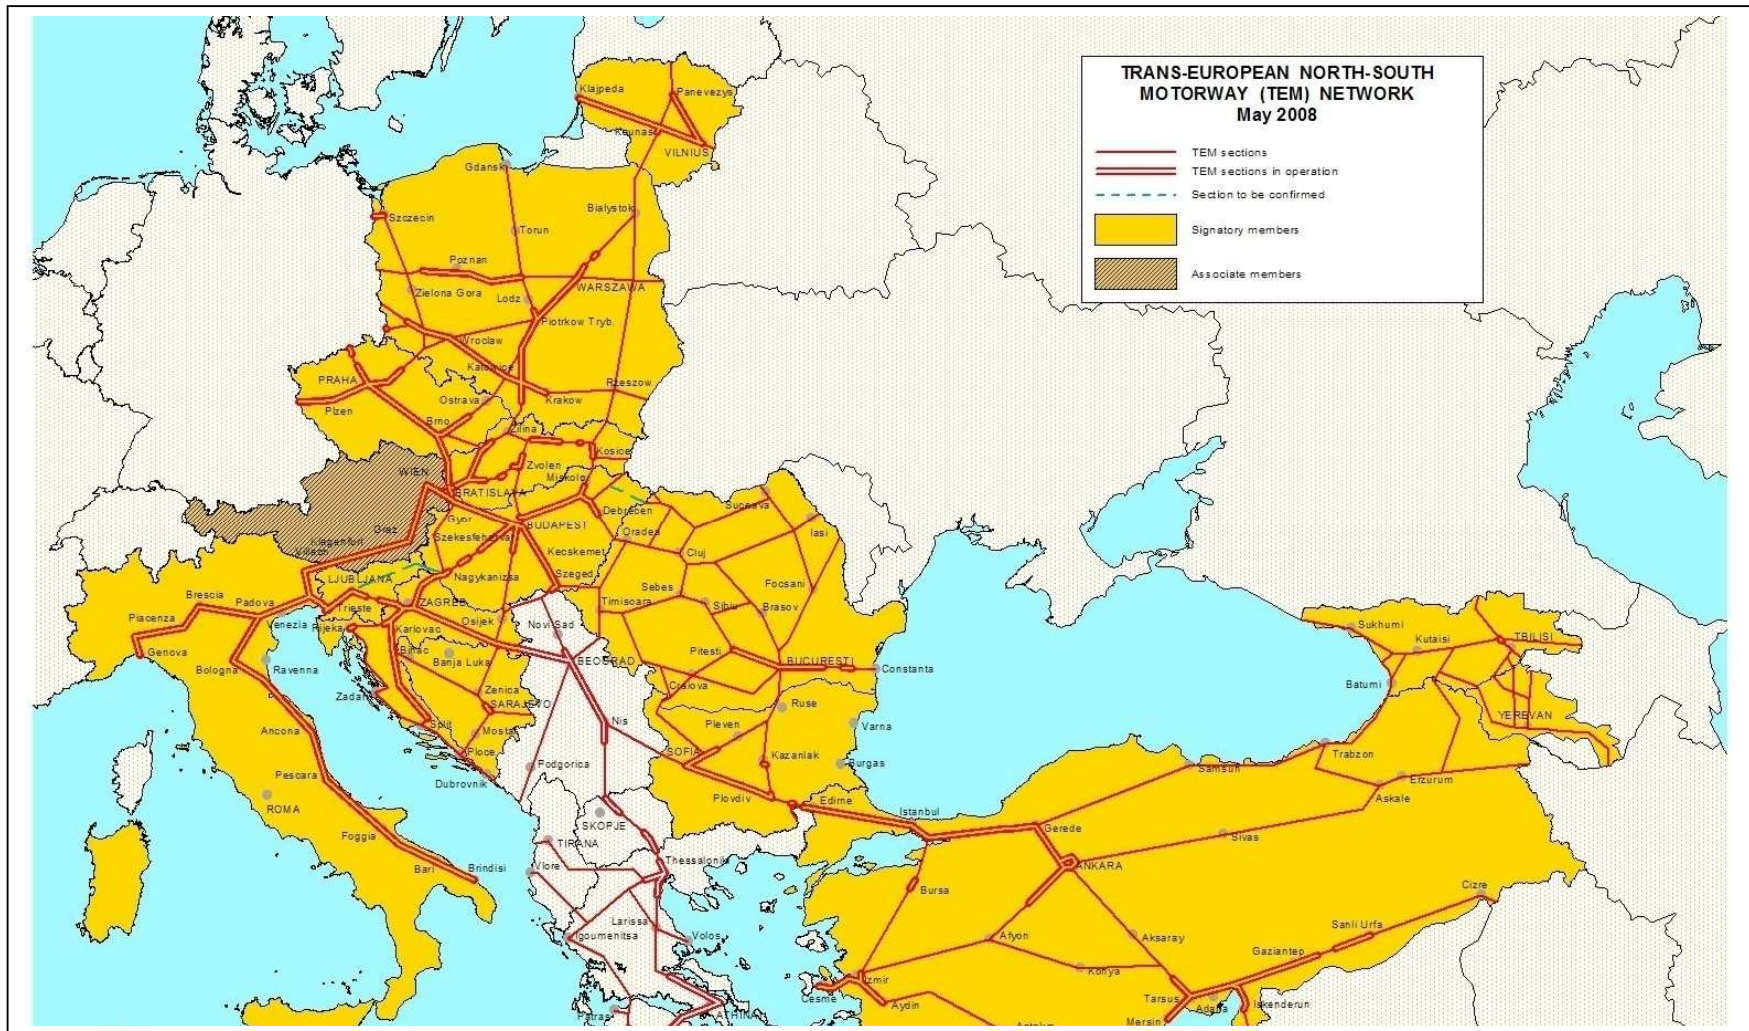 TRANS-EUROPEAN NORTH-SOUTH
MOTORWAY (TEM) NETWORK
May 2008
TEM sections
TEM sections in operation
Section to be confirmed
Signatory members
Associate members
Klajpeda
Panevezys
Kaunas
VILNIUS
Gdansk
Szczecin
Bialystok
Torun
Poznan
Zielona Gora
WARSZAWA
Lodz
Piotrkow Tryb.
Wroclaw
Katowice
PRAHA
Rzeszow
Ostrava
Krakow
Plzen
Brno
Zilina
Kosice
WIEN
Zvolen
Miskolc
BRATISLAVA
Suceava
Gyor
Debrecen
Graz
BUDAPEST
Oradea
Iasi
Klagenfurt
Szekesfehervar
Villach
Kecskemet
Cluj
LJUBLJANA
Nagykanizsa
Szeged
Sebes
Focsani
Brescia
Padova
Trieste
ZAGREB
Timisoara
Sibiu
Brasov
Piacenza
Venezia
Rijeka
Karlovac
Osijek
Novi Sad
Sukhumi
Kutaisi
TBILISI
Genova
Bologna
Ravenna
Bihac
Banja Luka
BEOGRAD
Pitesti
BUCURESTI
Constanta
Zadar
Zenica
Craiova
Batumi
SARAJEVO
Ruse
YEREVAN
Ancona
Split
Mostar
Nis
Pleven
Varna
Ploce
SOFIA
Kazanlak
Burgas
Trabzon
Pescara
Dubrovnik
Podgorica
Samsun
Erzurum
ROMA
Plovdiv
Edirne
Istanbul
Askale
SKOPJE
Gerede
Sivas
Foggia
TIRANA
Bari
Brindisi
Vlore
Thessaloniki
ANKARA
Bursa
Cizre
Larissa
Igoumenitsa
Volos
Afyon
Aksaray
Sanli Urfa
Gaziantep
Konya
Izmir
Cesme
Aydin
Tarsus
Adana
Iskenderun
Patras
ATHINA
Mersin